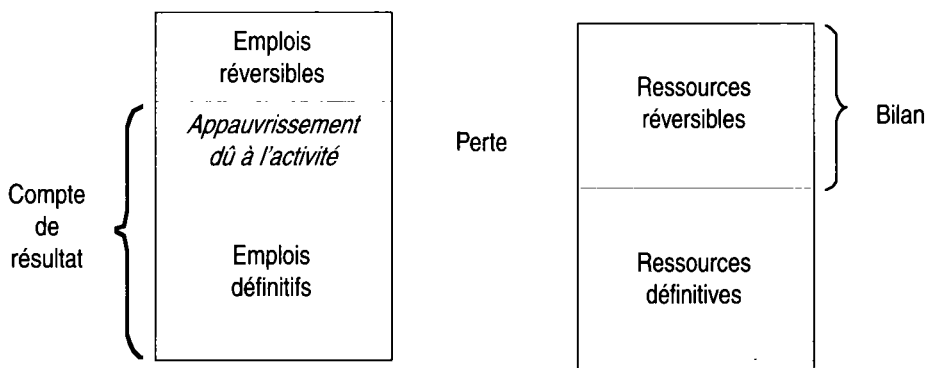 Emplois
réversibles
Appauvrissement
dû à l'activité
Emplois
définitifs
Compte
de
résultat
Perte
Ressources
réversibles
Ressources
définitives
Bilan